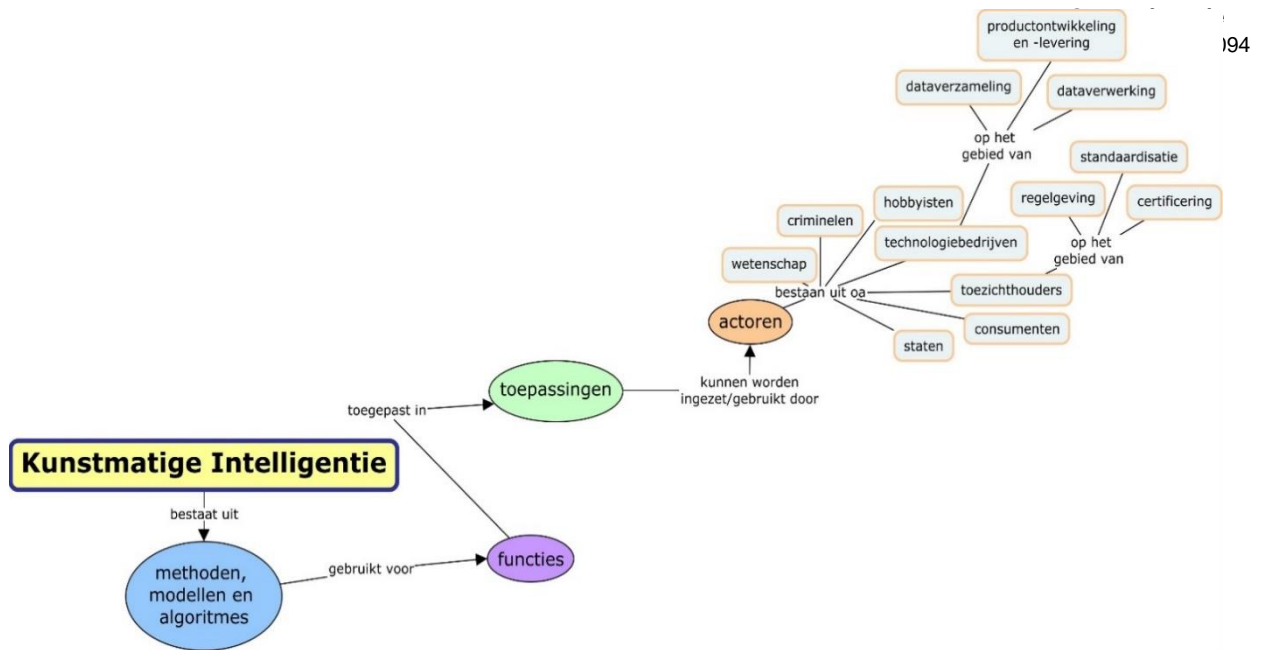 productontwikkeling
en -levering
094
dataverzameling
dataverwerking
op het
gebied van
standaardisatie
regelgeving
certificering
hobbyisten
criminelen
technologiebedrijven
op het
gebied van
wetenschap
bestaan uit oa
toezichthouders
actoren
consumenten
staten
toepassingen
kunnen worden
ingezet/gebruikt door
toegepast in
Kunstmatige Intelligentie
bestaat uit
methoden,
modellen en
algoritmes
gebruikt voor
functies